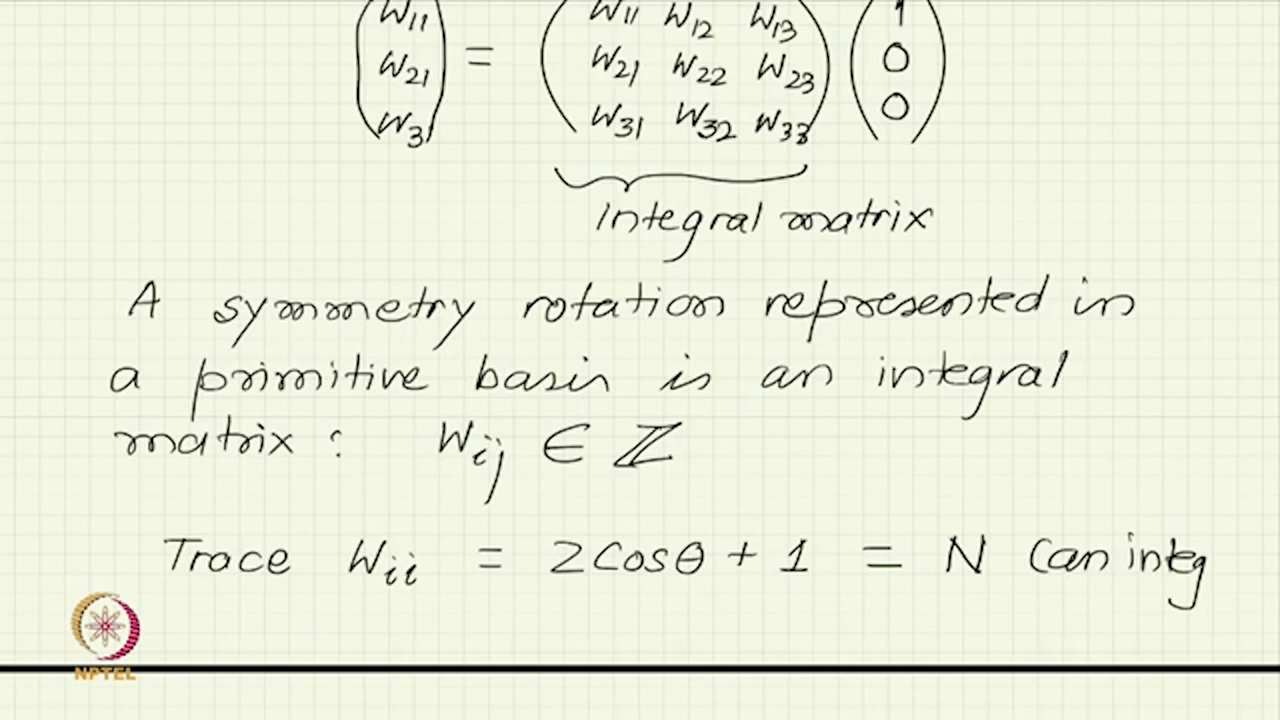 (W11 W21 W31) = (W11 W12 W13; W21 W22 W23; W31 W32 W33) (1 0 0)
integral matrix
A symmetry rotation represented in
a primitive basis is an integral
matrix: Wij ∈ ℤ
Trace Wii = 2cosθ + 1 = N (an integ
NPTEL